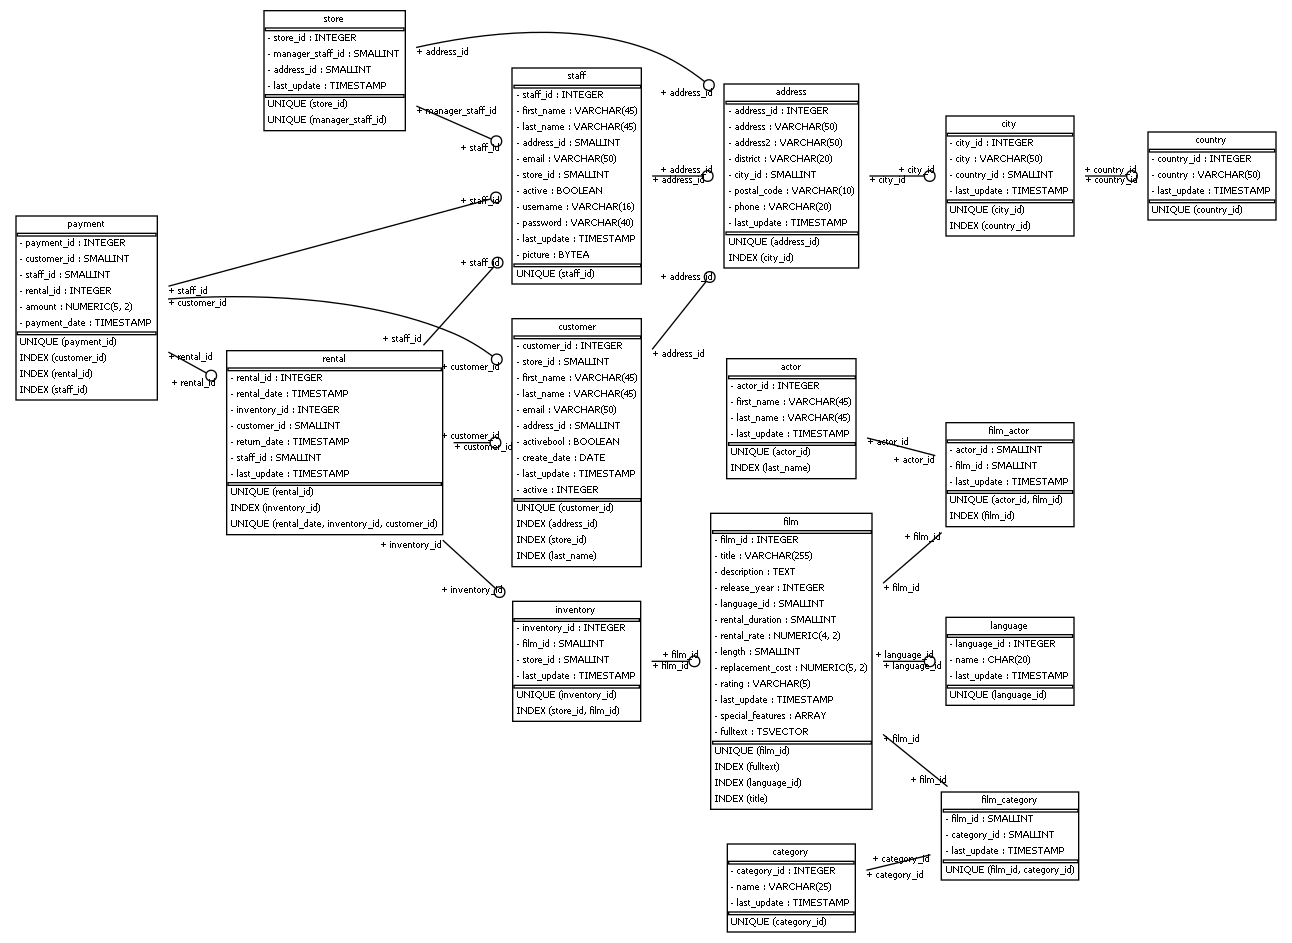 store
- store_id : INTEGER
- manager_staff_id : SMALLINT
- address_id : SMALLINT
- last_update : TIMESTAMP
UNIQUE (store_id)
UNIQUE (manager_staff_id)
+ address_id
+ manager_staff_id
+ staff_id
+ address_id
staff
- staff_id : INTEGER
- first_name : VARCHAR(45)
- last_name : VARCHAR(45)
- address_id : SMALLINT
- email : VARCHAR(50)
- store_id : SMALLINT
- active : BOOLEAN
- username : VARCHAR(16)
- password : VARCHAR(40)
- last_update : TIMESTAMP
- picture : BYTEA
UNIQUE (staff_id)
+ address_id
+ address_id
address
- address_id : INTEGER
- address : VARCHAR(50)
- address2 : VARCHAR(50)
- district : VARCHAR(20)
- city_id : SMALLINT
- postal_code : VARCHAR(10)
- phone : VARCHAR(20)
- last_update : TIMESTAMP
UNIQUE (address_id)
INDEX (city_id)
+ city_id
+ city_id
city
- city_id : INTEGER
- city : VARCHAR(50)
- country_id : SMALLINT
- last_update : TIMESTAMP
UNIQUE (city_id)
INDEX (country_id)
+ country_id
+ country_id
country
- country_id : INTEGER
- country : VARCHAR(50)
- last_update : TIMESTAMP
UNIQUE (country_id)
payment
- payment_id : INTEGER
- customer_id : SMALLINT
- staff_id : SMALLINT
- rental_id : INTEGER
- amount : NUMERIC(5, 2)
- payment_date : TIMESTAMP
UNIQUE (payment_id)
INDEX (customer_id)
INDEX (rental_id)
INDEX (staff_id)
+ staff_id
+ customer_id
+ rental_id
+ rental_id
+ staff_id
+ staff_id
+ staff_id
+ customer_id
rental
- rental_id : INTEGER
- rental_date : TIMESTAMP
- inventory_id : INTEGER
- customer_id : SMALLINT
- return_date : TIMESTAMP
- staff_id : SMALLINT
- last_update : TIMESTAMP
UNIQUE (rental_id)
INDEX (inventory_id)
UNIQUE (rental_date, inventory_id, customer_id)
+ customer_id
+ customer_id
+ inventory_id
+ inventory_id
customer
- customer_id : INTEGER
- store_id : SMALLINT
- first_name : VARCHAR(45)
- last_name : VARCHAR(45)
- email : VARCHAR(50)
- address_id : SMALLINT
- activebool : BOOLEAN
- create_date : DATE
- last_update : TIMESTAMP
- active : INTEGER
UNIQUE (customer_id)
INDEX (address_id)
INDEX (store_id)
INDEX (last_name)
+ address_id
+ address_id
actor
- actor_id : INTEGER
- first_name : VARCHAR(45)
- last_name : VARCHAR(45)
- last_update : TIMESTAMP
UNIQUE (actor_id)
INDEX (last_name)
+ actor_id
+ actor_id
film_actor
- actor_id : SMALLINT
- film_id : SMALLINT
- last_update : TIMESTAMP
UNIQUE (actor_id, film_id)
INDEX (film_id)
+ film_id
+ film_id
inventory
- inventory_id : INTEGER
- film_id : SMALLINT
- store_id : SMALLINT
- last_update : TIMESTAMP
UNIQUE (inventory_id)
INDEX (store_id, film_id)
+ film_id
+ film_id
film
- film_id : INTEGER
- title : VARCHAR(255)
- description : TEXT
- release_year : INTEGER
- language_id : SMALLINT
- rental_duration : SMALLINT
- rental_rate : NUMERIC(4, 2)
- length : SMALLINT
- replacement_cost : NUMERIC(5, 2)
- rating : VARCHAR(5)
- last_update : TIMESTAMP
- special_features : ARRAY
- fulltext : TSVECTOR
UNIQUE (film_id)
INDEX (fulltext)
INDEX (language_id)
INDEX (title)
+ language_id
+ language_id
language
- language_id : INTEGER
- name : CHAR(20)
- last_update : TIMESTAMP
UNIQUE (language_id)
+ film_id
+ film_id
film_category
- film_id : SMALLINT
- category_id : SMALLINT
- last_update : TIMESTAMP
UNIQUE (film_id, category_id)
+ category_id
+ category_id
category
- category_id : INTEGER
- name : VARCHAR(25)
- last_update : TIMESTAMP
UNIQUE (category_id)